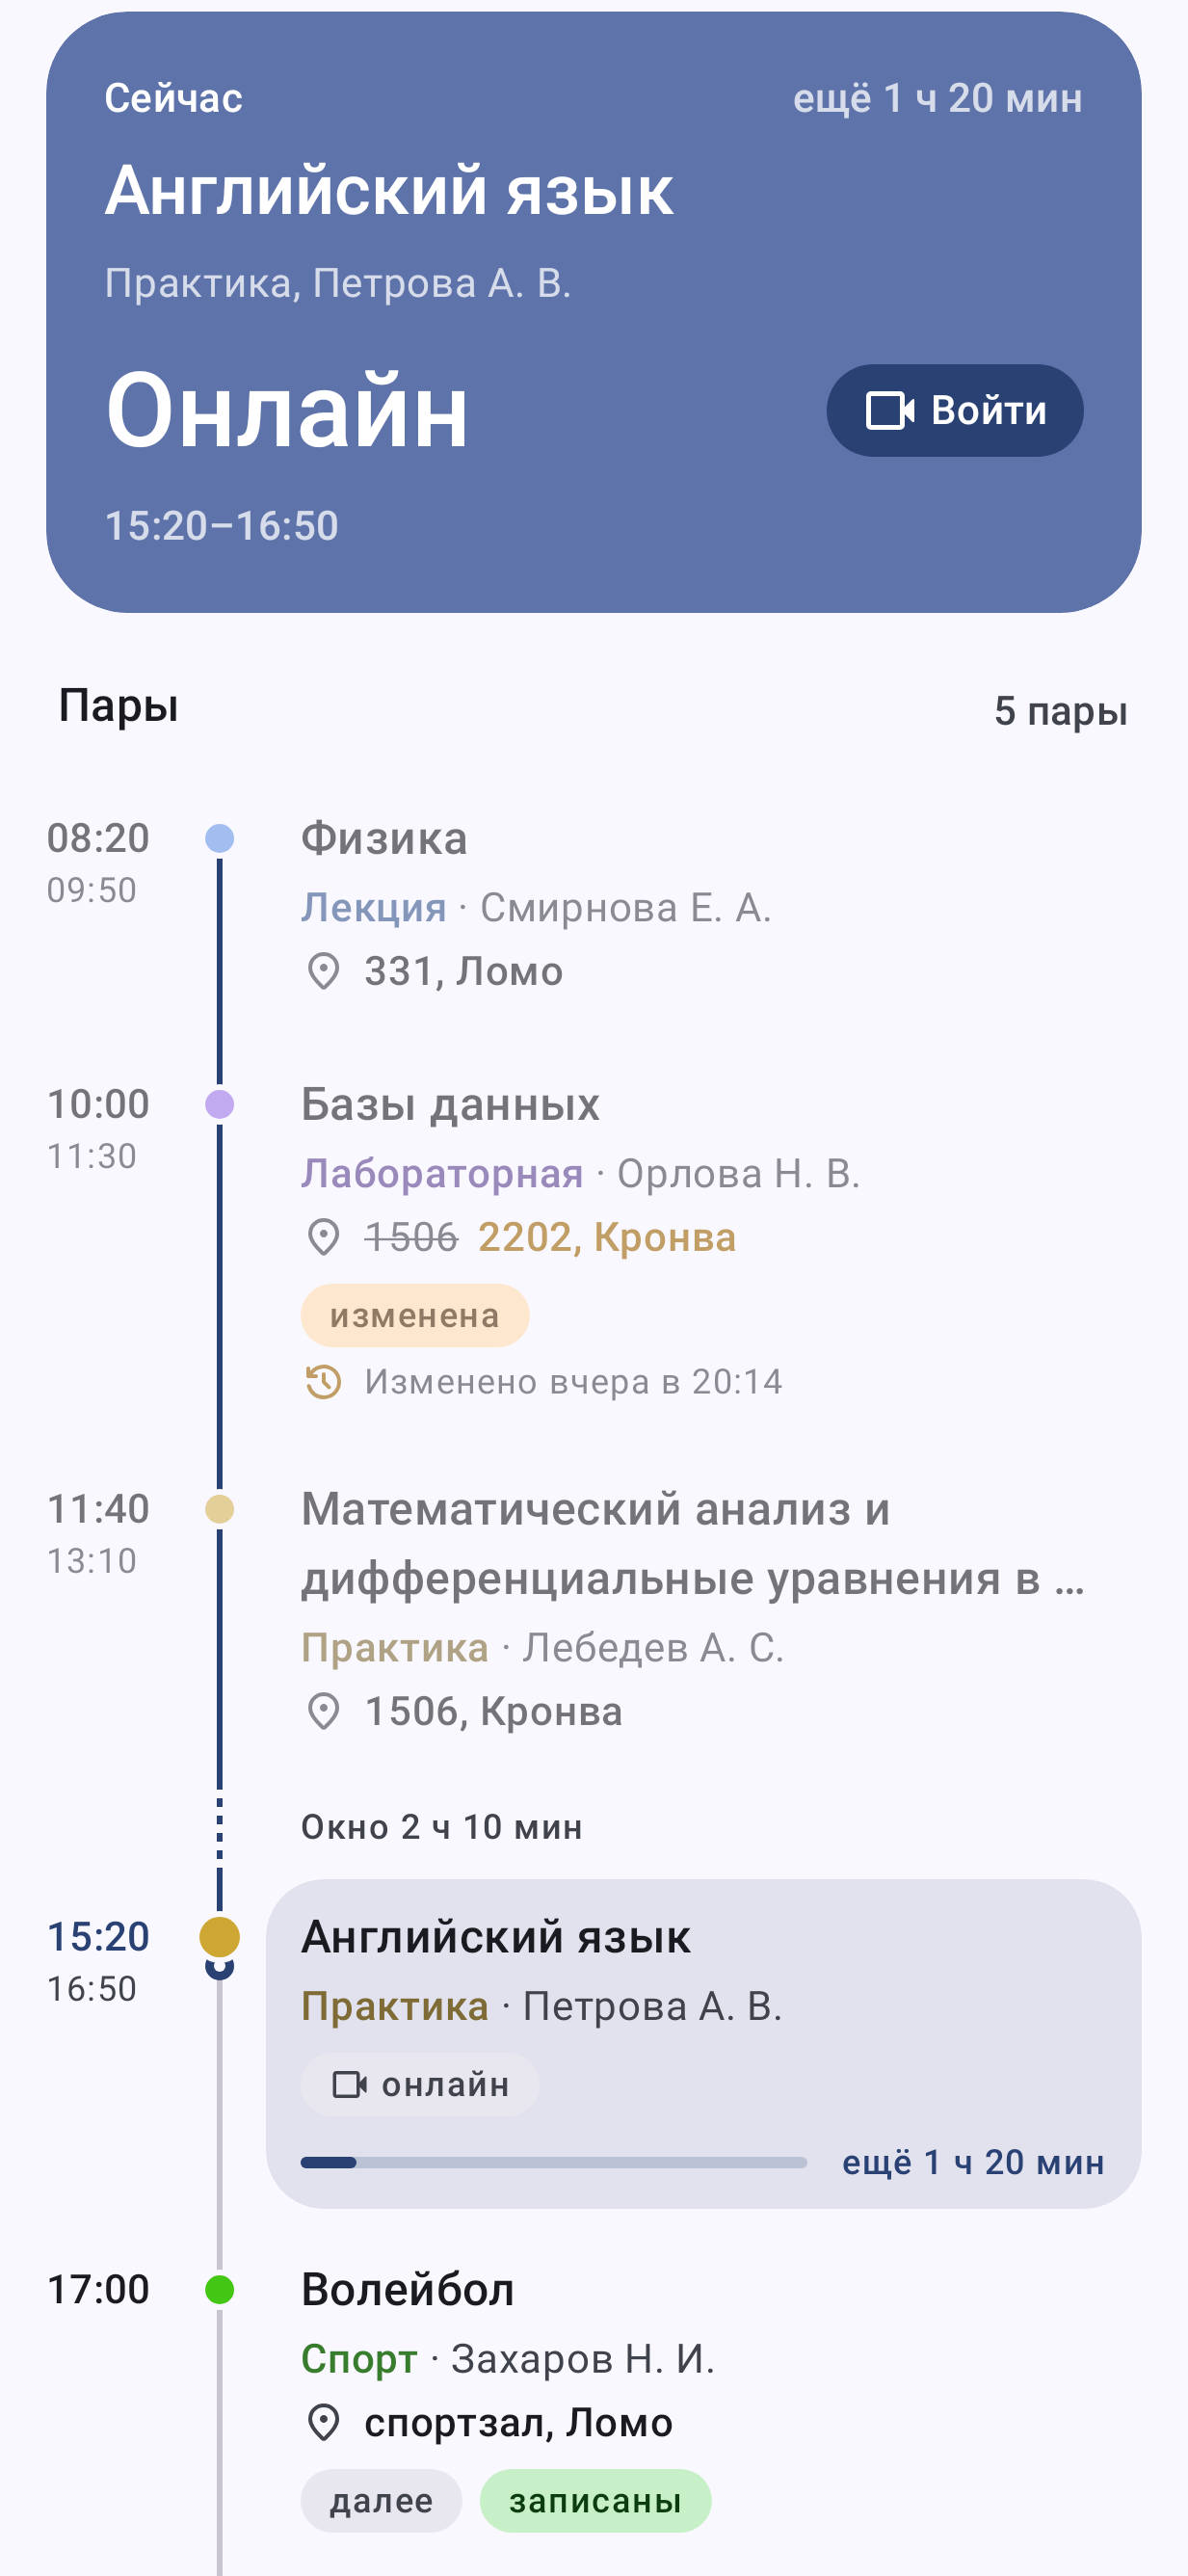 Сейчас ещё 1 ч 20 мин
Английский язык
Практика, Петрова А. В.
Онлайн Войти
15:20–16:50
Пары 5 пары
08:20 Физика
09:50
Лекция · Смирнова Е. А.
331, Ломо
10:00 Базы данных
11:30
Лабораторная · Орлова Н. В.
1506 2202, Кронва
изменена
Изменено вчера в 20:14
11:40 Математический анализ и
13:10
дифференциальные уравнения в …
Практика · Лебедев А. С.
1506, Кронва
Окно 2 ч 10 мин
15:20 Английский язык
16:50
Практика · Петрова А. В.
онлайн
ещё 1 ч 20 мин
17:00 Волейбол
Спорт · Захаров Н. И.
спортзал, Ломо
далее записаны